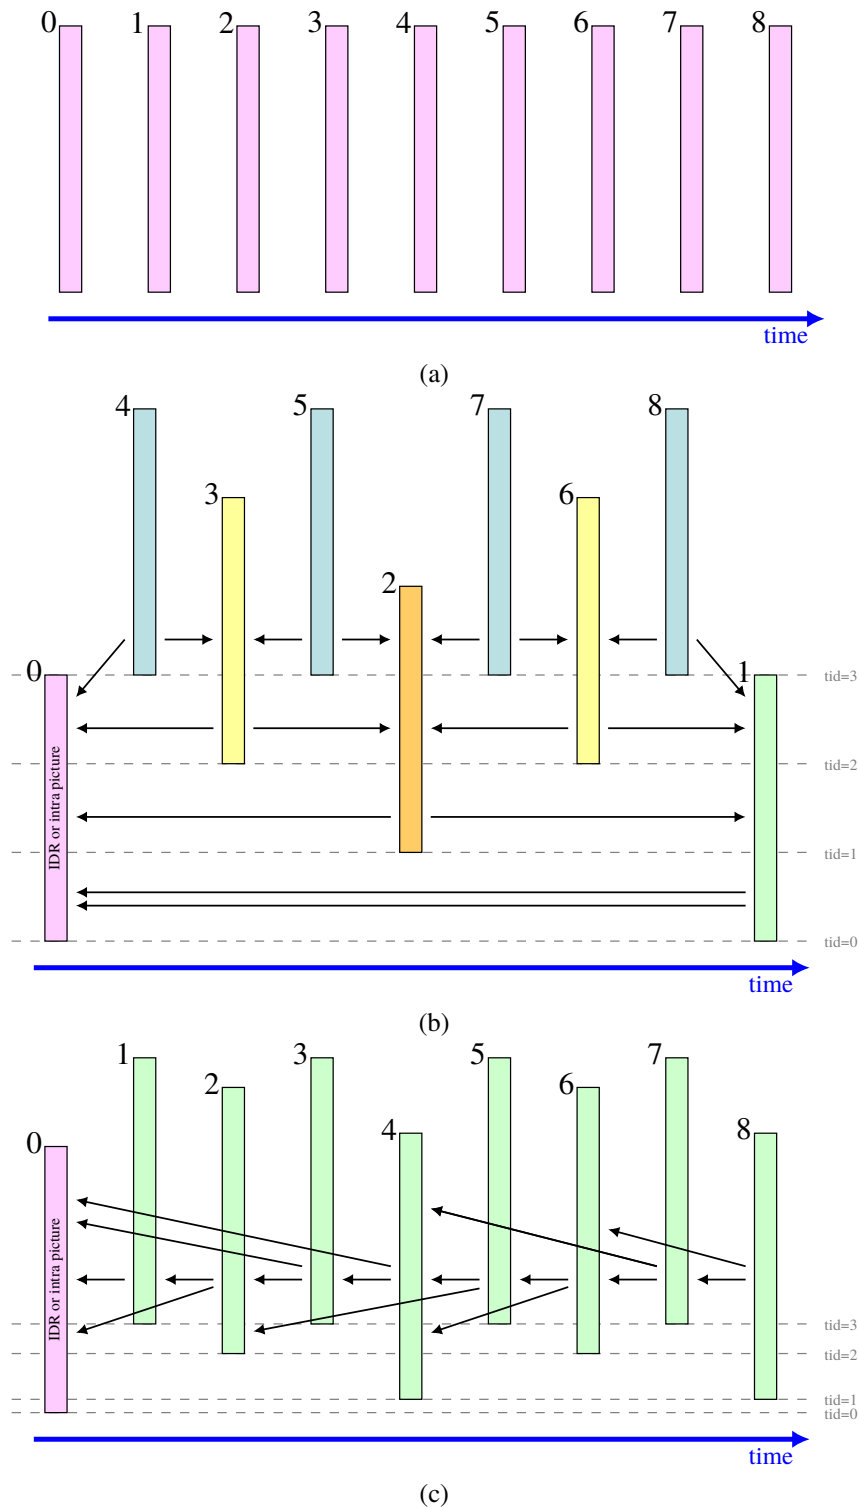 0 1 2 3 4 5 6 7 8
time
(a)
4 5 7 8
3 6
2
0 1
tid=3
IDR or intra picture
tid=2
tid=1
tid=0
time
(b)
1 3 5 7
2 6
4 8
0
IDR or intra picture
tid=3
tid=2
tid=1
tid=0
time
(c)